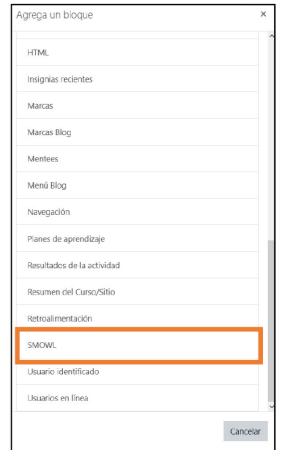 Agrega un bloque ×
HTML
Insignias recientes
Marcas
Marcas Blog
Mentees
Menú Blog
Navegación
Planes de aprendizaje
Resultados de la actividad
Resumen del Curso/Sitio
Retroalimentación
SMOWL
Usuario identificado
Usuarios en línea
Cancelar